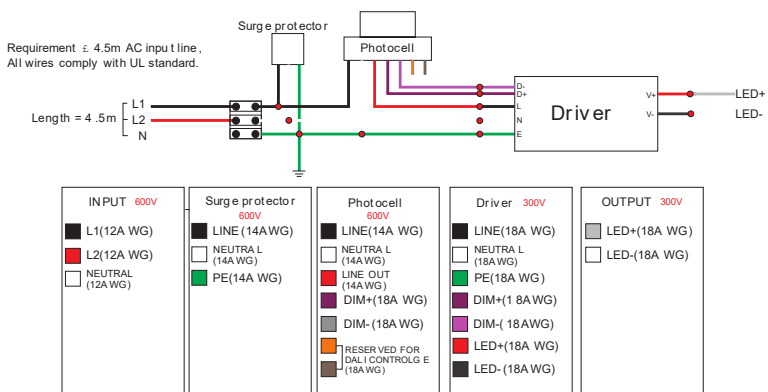 Surge protector
Requirement £ 4.5m AC input line,
All wires comply with UL standard.
Photocell
L1
Length = 4.5m
L2
N
D-
D+
L
N
E
Driver
V+
V-
LED+
LED-
INPUT 600V
L1(12AWG)
L2(12AWG)
NEUTRAL
(12AWG)
Surge protector
600V
LINE(14AWG)
NEUTRAL
(14AWG)
PE(14AWG)
Photocell
600V
LINE(14AWG)
NEUTRAL
(14AWG)
LINE OUT
(14AWG)
DIM+(18AWG)
DIM-(18AWG)
RESERVED FOR
DALI CONTROLGE
(18AWG)
Driver 300V
LINE(18AWG)
NEUTRAL
(18AWG)
PE(18AWG)
DIM+(18AWG)
DIM-(18AWG)
LED+(18AWG)
LED-(18AWG)
OUTPUT 300V
LED+(18AWG)
LED-(18AWG)